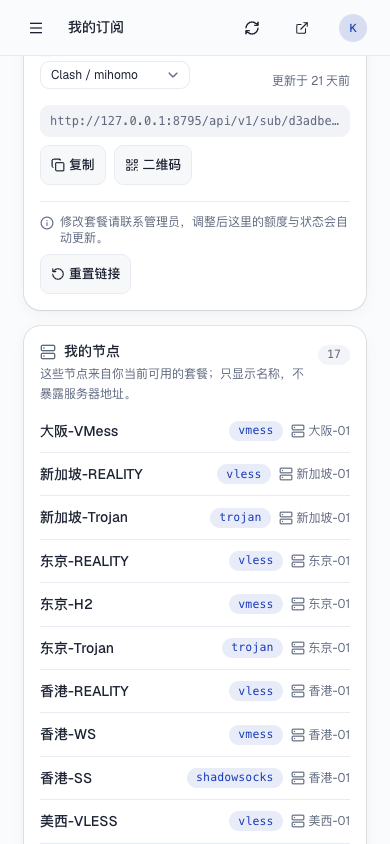 我的订阅
K
Clash / mihomo
更新于 21 天前
http://127.0.0.1:8795/api/v1/sub/d3adbe…
复制
二维码
修改套餐请联系管理员，调整后这里的额度与状态会自
动更新。
重置链接
我的节点
17
这些节点来自你当前可用的套餐；只显示名称，不
暴露服务器地址。
大阪-VMess vmess 大阪-01
新加坡-REALITY vless 新加坡-01
新加坡-Trojan trojan 新加坡-01
东京-REALITY vless 东京-01
东京-H2 vmess 东京-01
东京-Trojan trojan 东京-01
香港-REALITY vless 香港-01
香港-WS vmess 香港-01
香港-SS shadowsocks 香港-01
美西-VLESS vless 美西-01